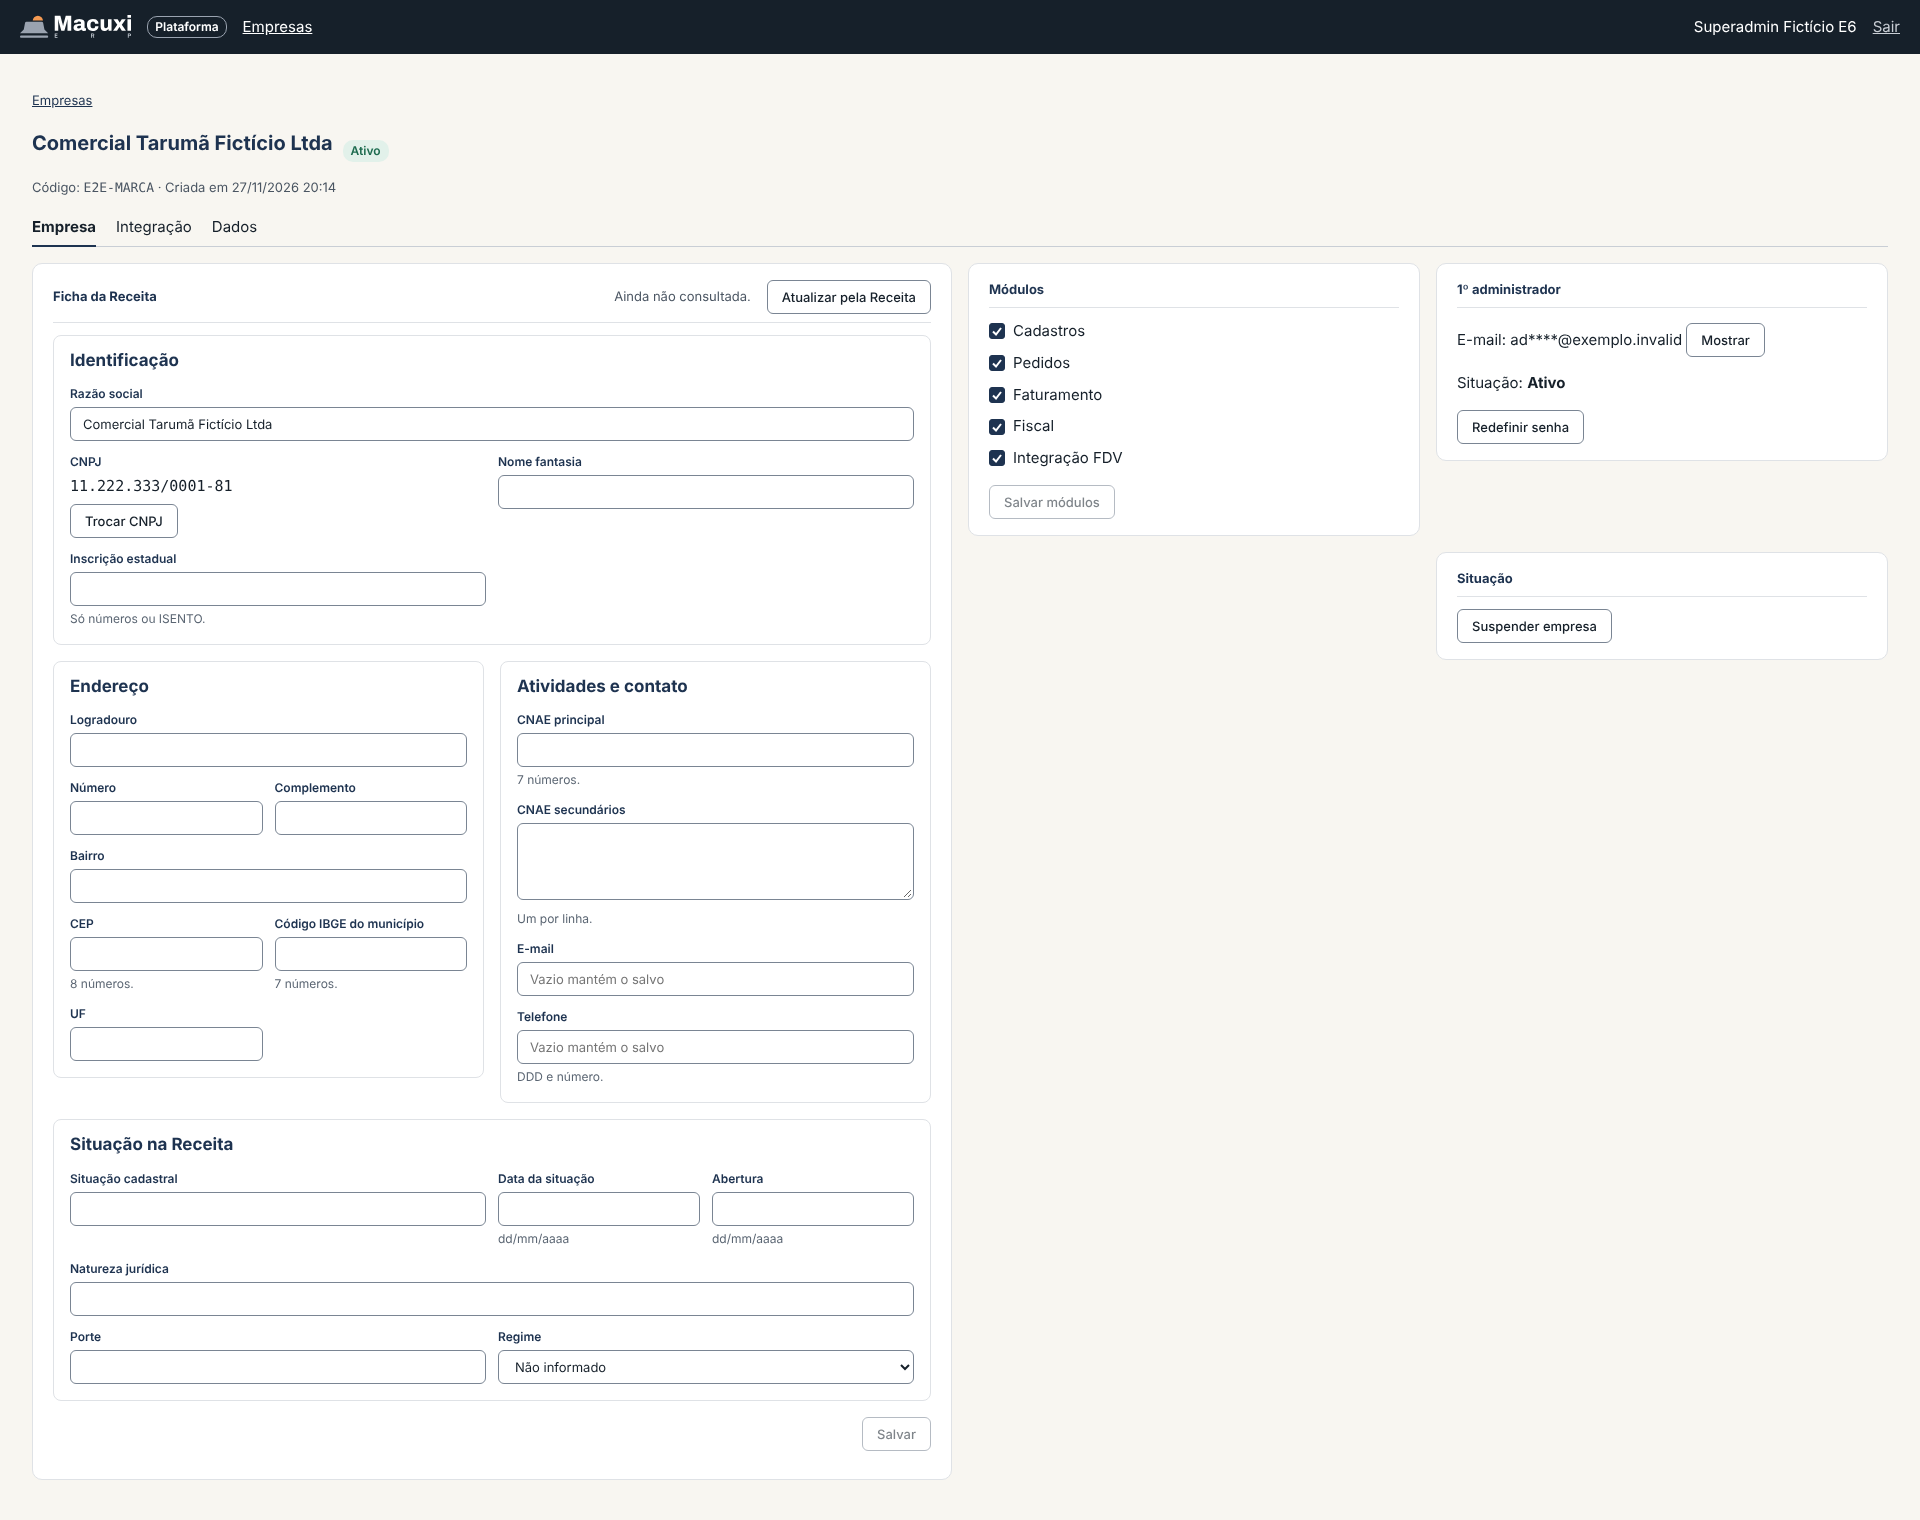 Macuxi
E R P
Plataforma
Empresas
Superadmin Fictício E6
Sair
Empresas
Comercial Tarumã Fictício Ltda
Ativo
Código: E2E-MARCA · Criada em 27/11/2026 20:14
Empresa
Integração
Dados
Ficha da Receita
Ainda não consultada.
Atualizar pela Receita
Identificação
Razão social
Comercial Tarumã Fictício Ltda
CNPJ
11.222.333/0001-81
Trocar CNPJ
Nome fantasia
Inscrição estadual
Só números ou ISENTO.
Endereço
Logradouro
Número
Complemento
Bairro
CEP
8 números.
Código IBGE do município
7 números.
UF
Atividades e contato
CNAE principal
7 números.
CNAE secundários
Um por linha.
E-mail
Vazio mantém o salvo
Telefone
Vazio mantém o salvo
DDD e número.
Situação na Receita
Situação cadastral
Data da situação
dd/mm/aaaa
Abertura
dd/mm/aaaa
Natureza jurídica
Porte
Regime
Não informado
Salvar
Módulos
Cadastros
Pedidos
Faturamento
Fiscal
Integração FDV
Salvar módulos
1º administrador
E-mail: ad****@exemplo.invalid
Mostrar
Situação: Ativo
Redefinir senha
Situação
Suspender empresa